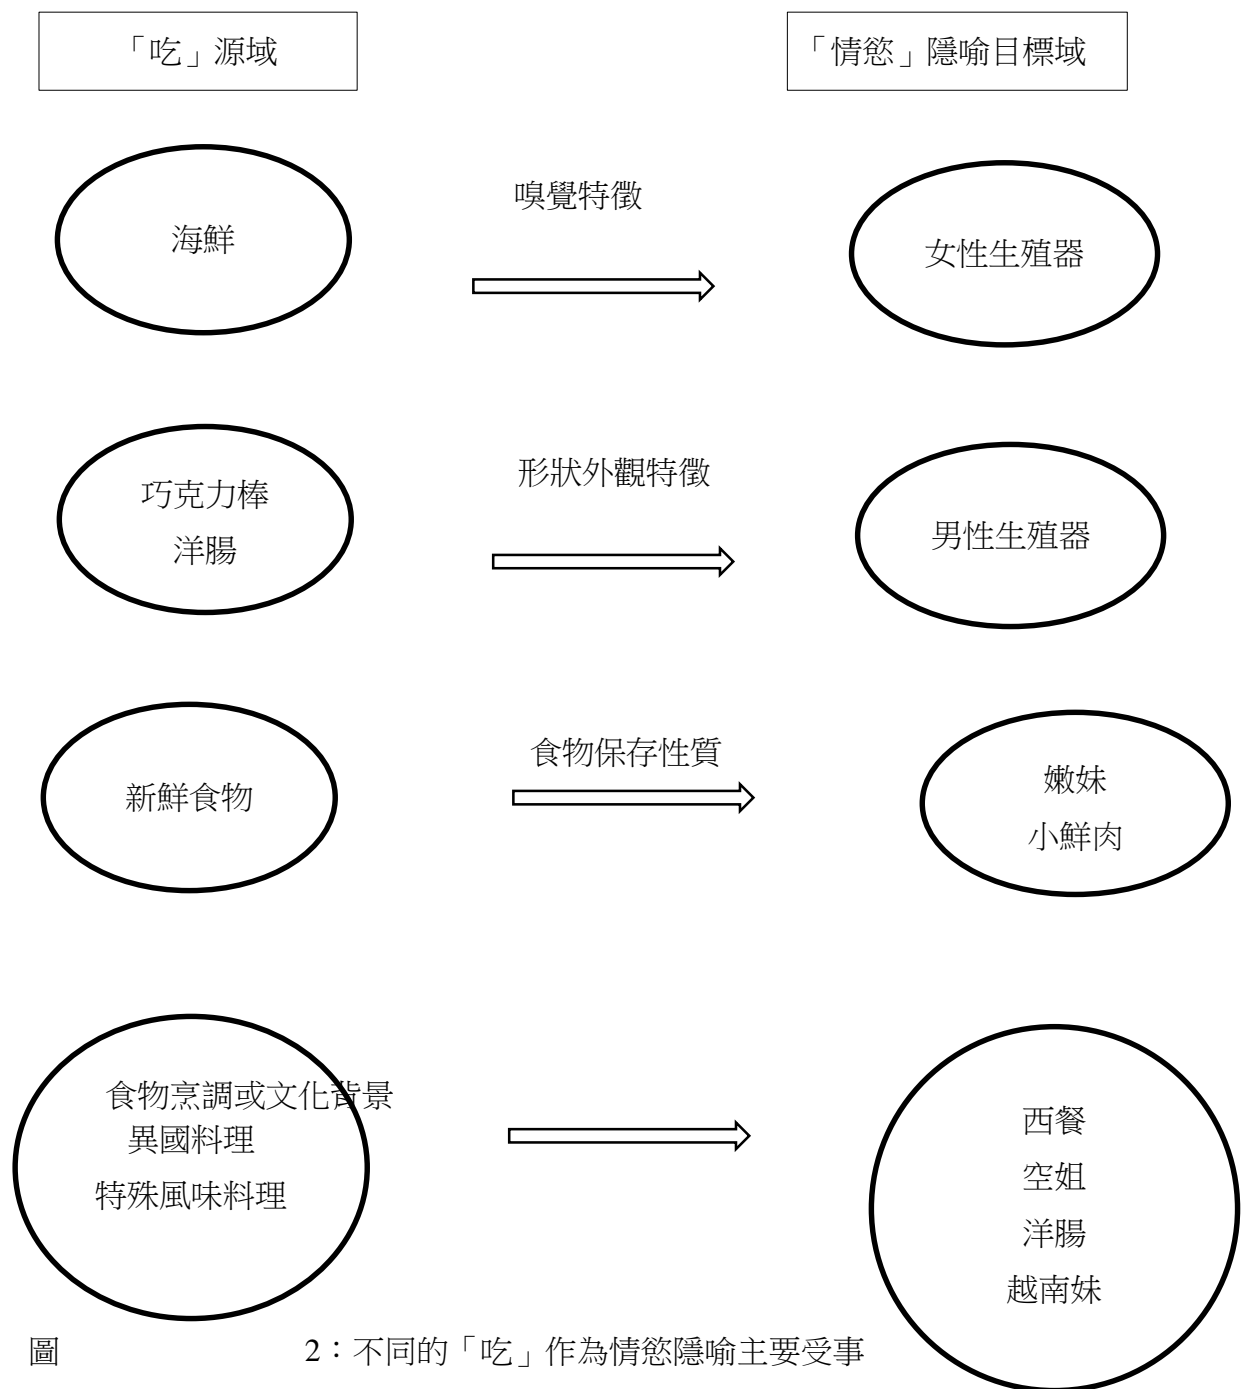 「吃」源域
「情慾」隱喻目標域
海鮮
嗅覺特徵
女性生殖器
巧克力棒
洋腸
形狀外觀特徵
男性生殖器
新鮮食物
食物保存性質
嫩妹
小鮮肉
食物烹調或文化背景
異國料理
特殊風味料理
西餐
空姐
洋腸
越南妹
圖 2：不同的「吃」作為情慾隱喻主要受事